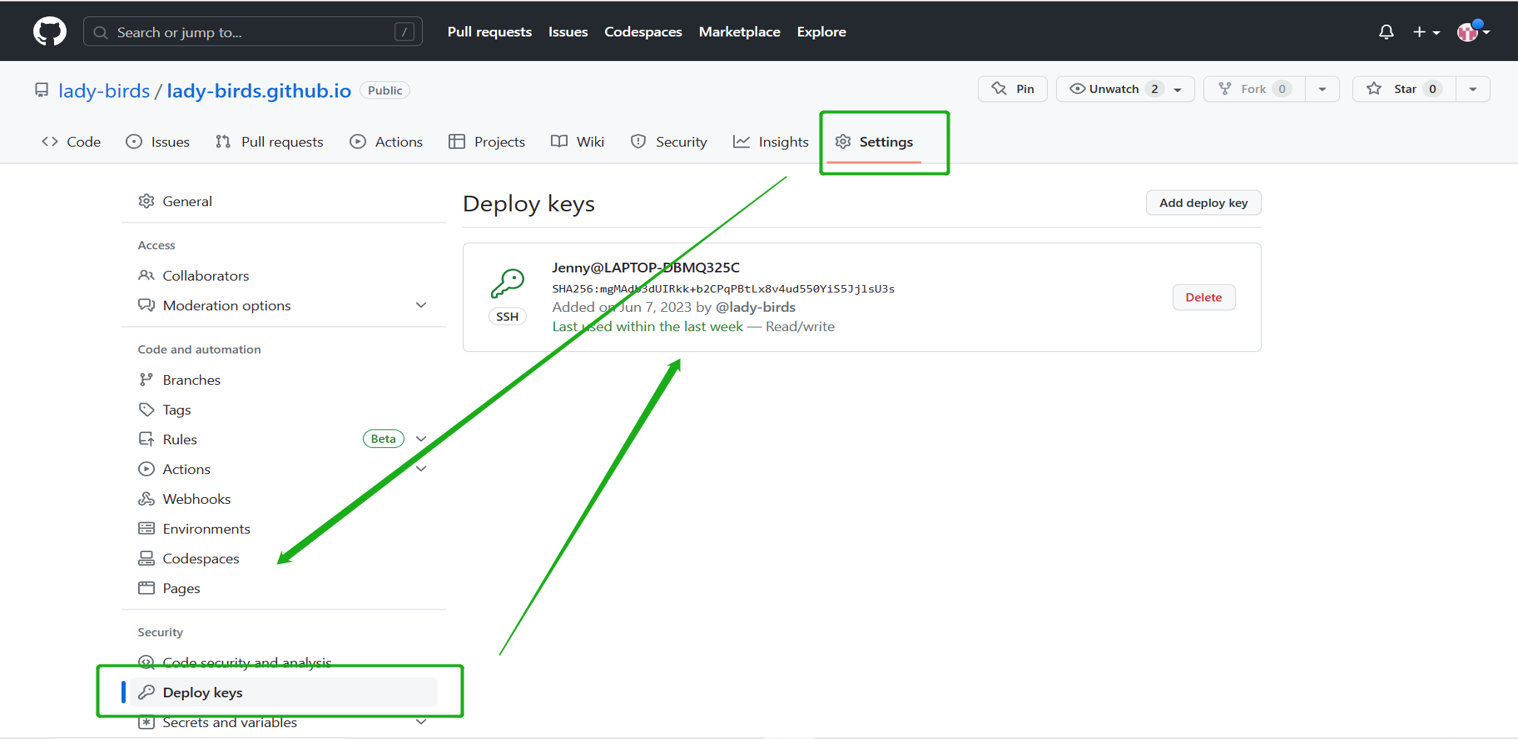 Search or jump to... /
Pull requests Issues Codespaces Marketplace Explore
lady-birds / lady-birds.github.io Public
Pin Unwatch 2 Fork 0 Star 0
Code Issues Pull requests Actions Projects Wiki Security Insights Settings
General
Access
Collaborators
Moderation options
Code and automation
Branches
Tags
Rules Beta
Actions
Webhooks
Environments
Codespaces
Pages
Security
Code security and analysis
Deploy keys
Secrets and variables
Deploy keys
Add deploy key
Jenny@LAPTOP-DBMQ325C
SHA256:mgMAdb3dUIRkk+b2CPqPBtLx8v4ud550YiS5JjlsU3s
Added on Jun 7, 2023 by @lady-birds
Last used within the last week — Read/write
SSH
Delete